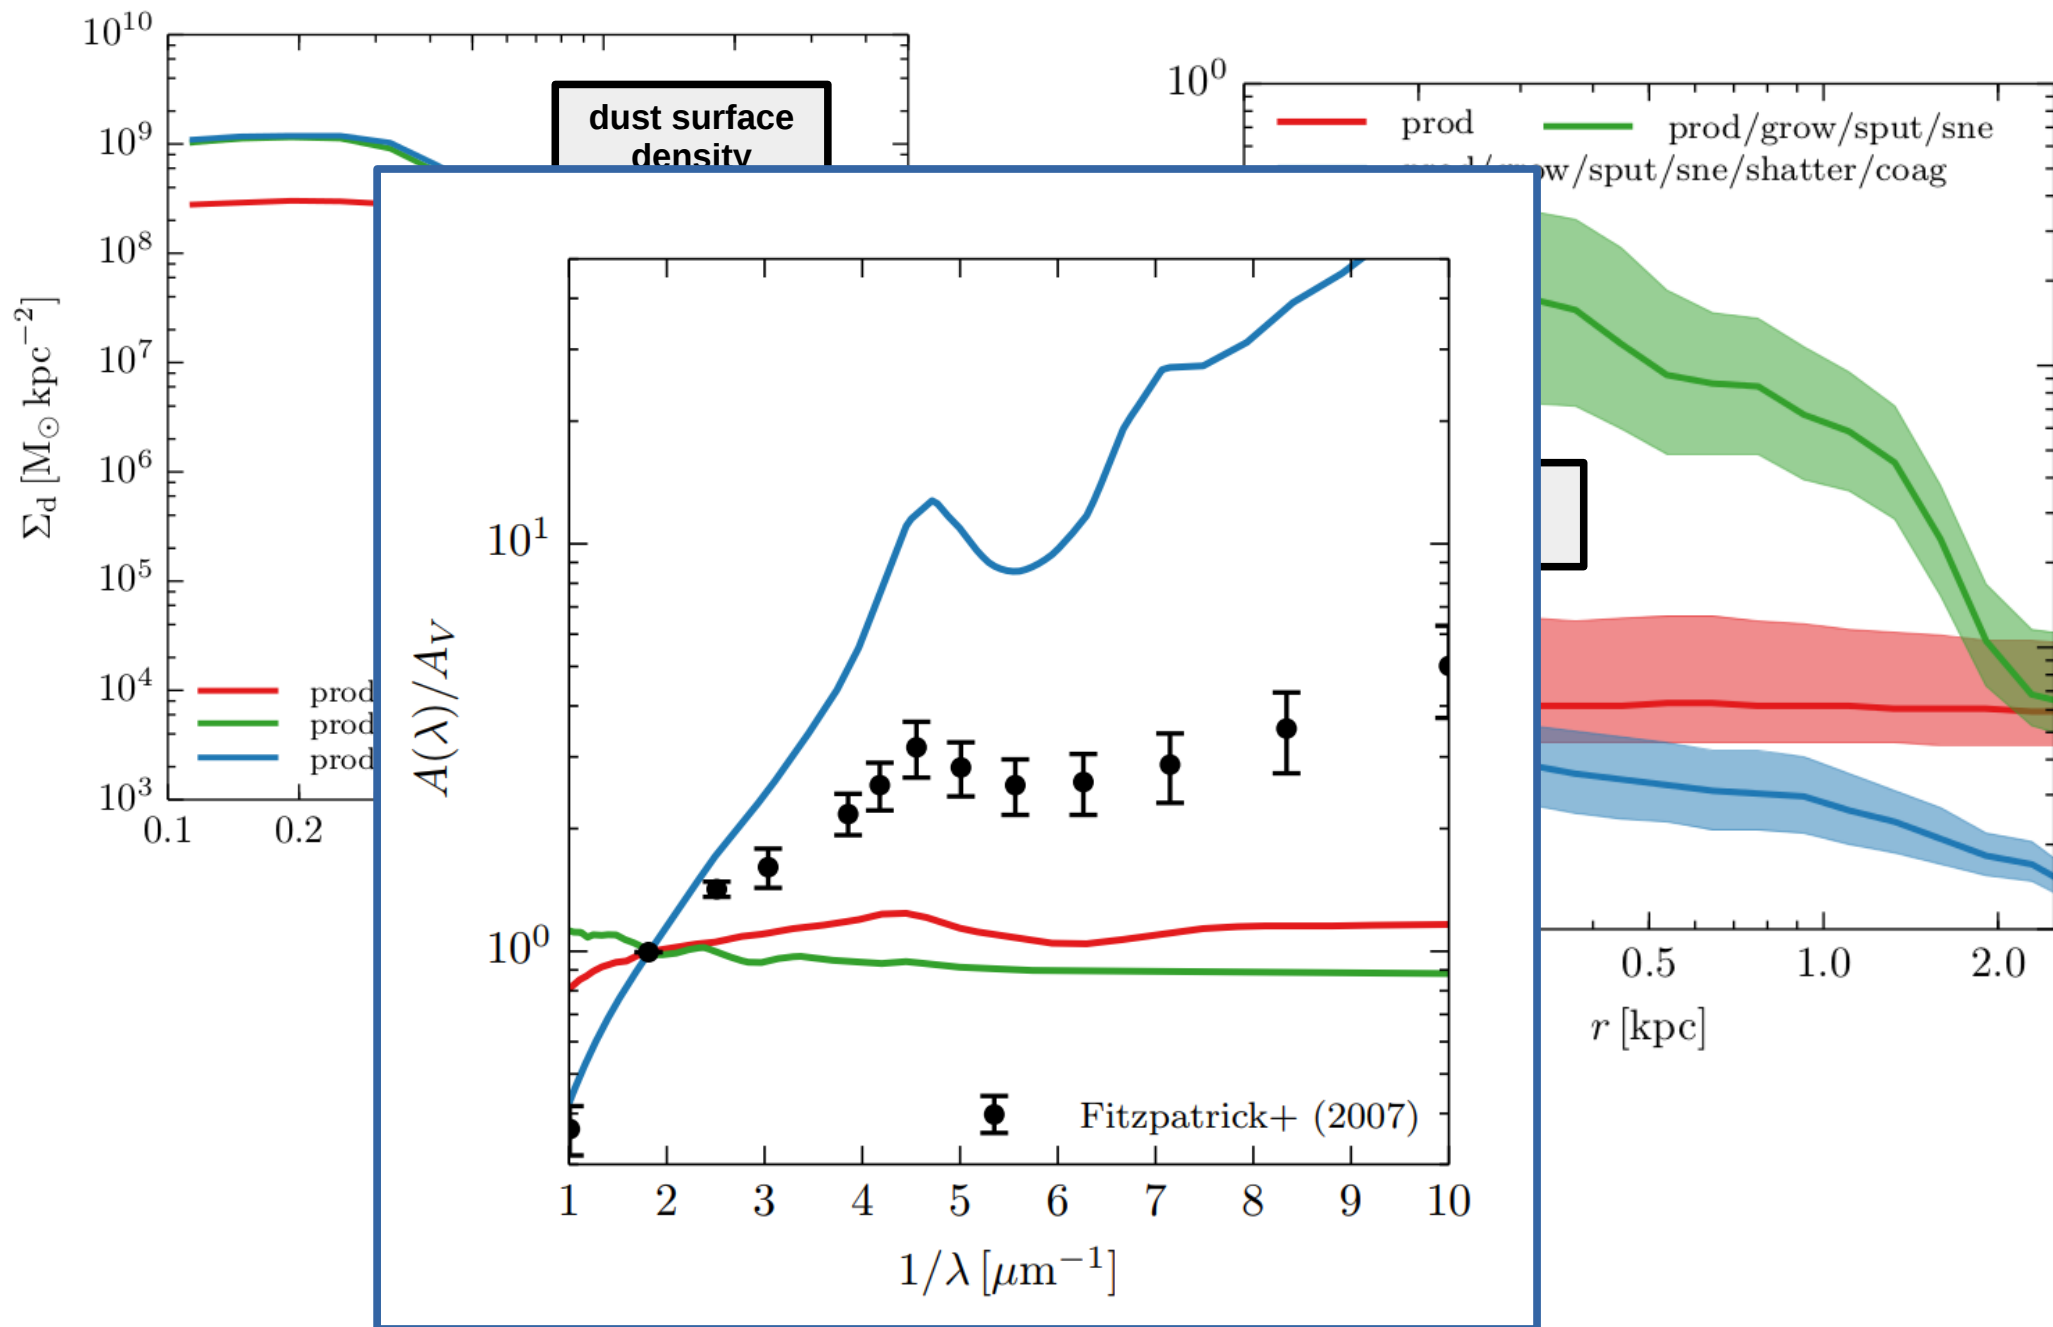 10^10
10^9
10^8
10^7
10^6
10^5
10^4
10^3
Σ_d [M_⊙ kpc^−2]
0.1 0.2
dust surface
density
prod
prod
prod
10^0
prod prod/grow/sput/sne
prod/grow/sput/sne/shatter/coag
0.5 1.0 2.0
r [kpc]
10^1
10^0
A(λ)/A_V
Fitzpatrick+ (2007)
1 2 3 4 5 6 7 8 9 10
1/λ [μm^−1]